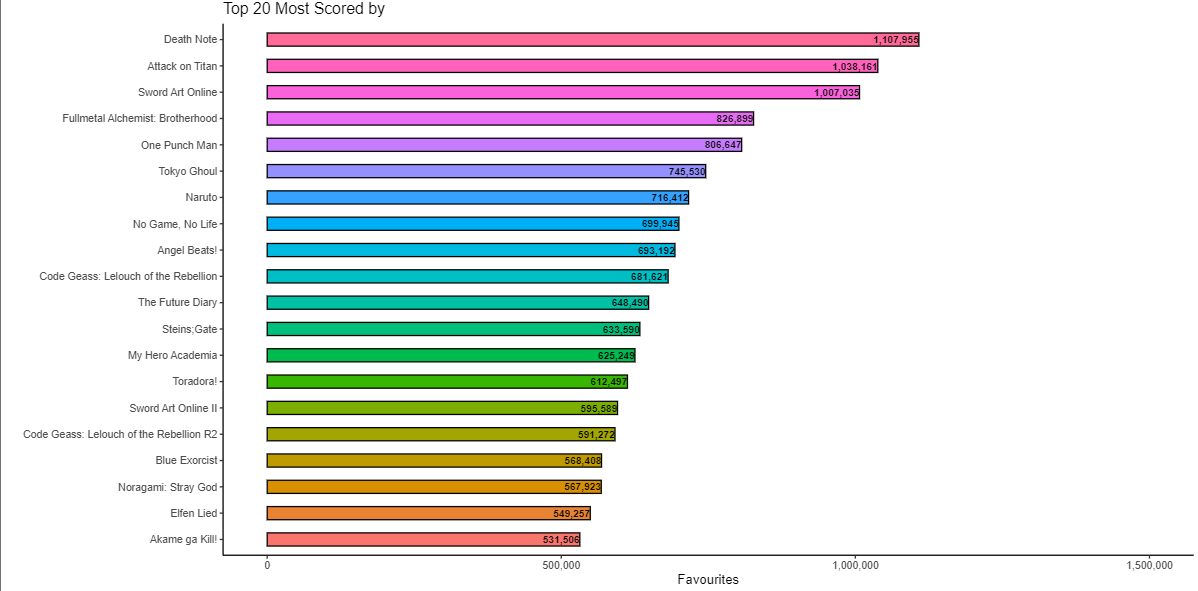 Top 20 Most Scored by
Death Note
1,107,955
Attack on Titan
1,038,161
Sword Art Online
1,007,035
Fullmetal Alchemist: Brotherhood
826,899
One Punch Man
806,647
Tokyo Ghoul
745,530
Naruto
716,412
No Game, No Life
699,945
Angel Beats!
693,192
Code Geass: Lelouch of the Rebellion
681,621
The Future Diary
648,490
Steins;Gate
633,590
My Hero Academia
625,249
Toradora!
612,497
Sword Art Online II
595,589
Code Geass: Lelouch of the Rebellion R2
591,272
Blue Exorcist
568,408
Noragami: Stray God
567,923
Elfen Lied
549,257
Akame ga Kill!
531,506
0 500,000 1,000,000 1,500,000
Favourites